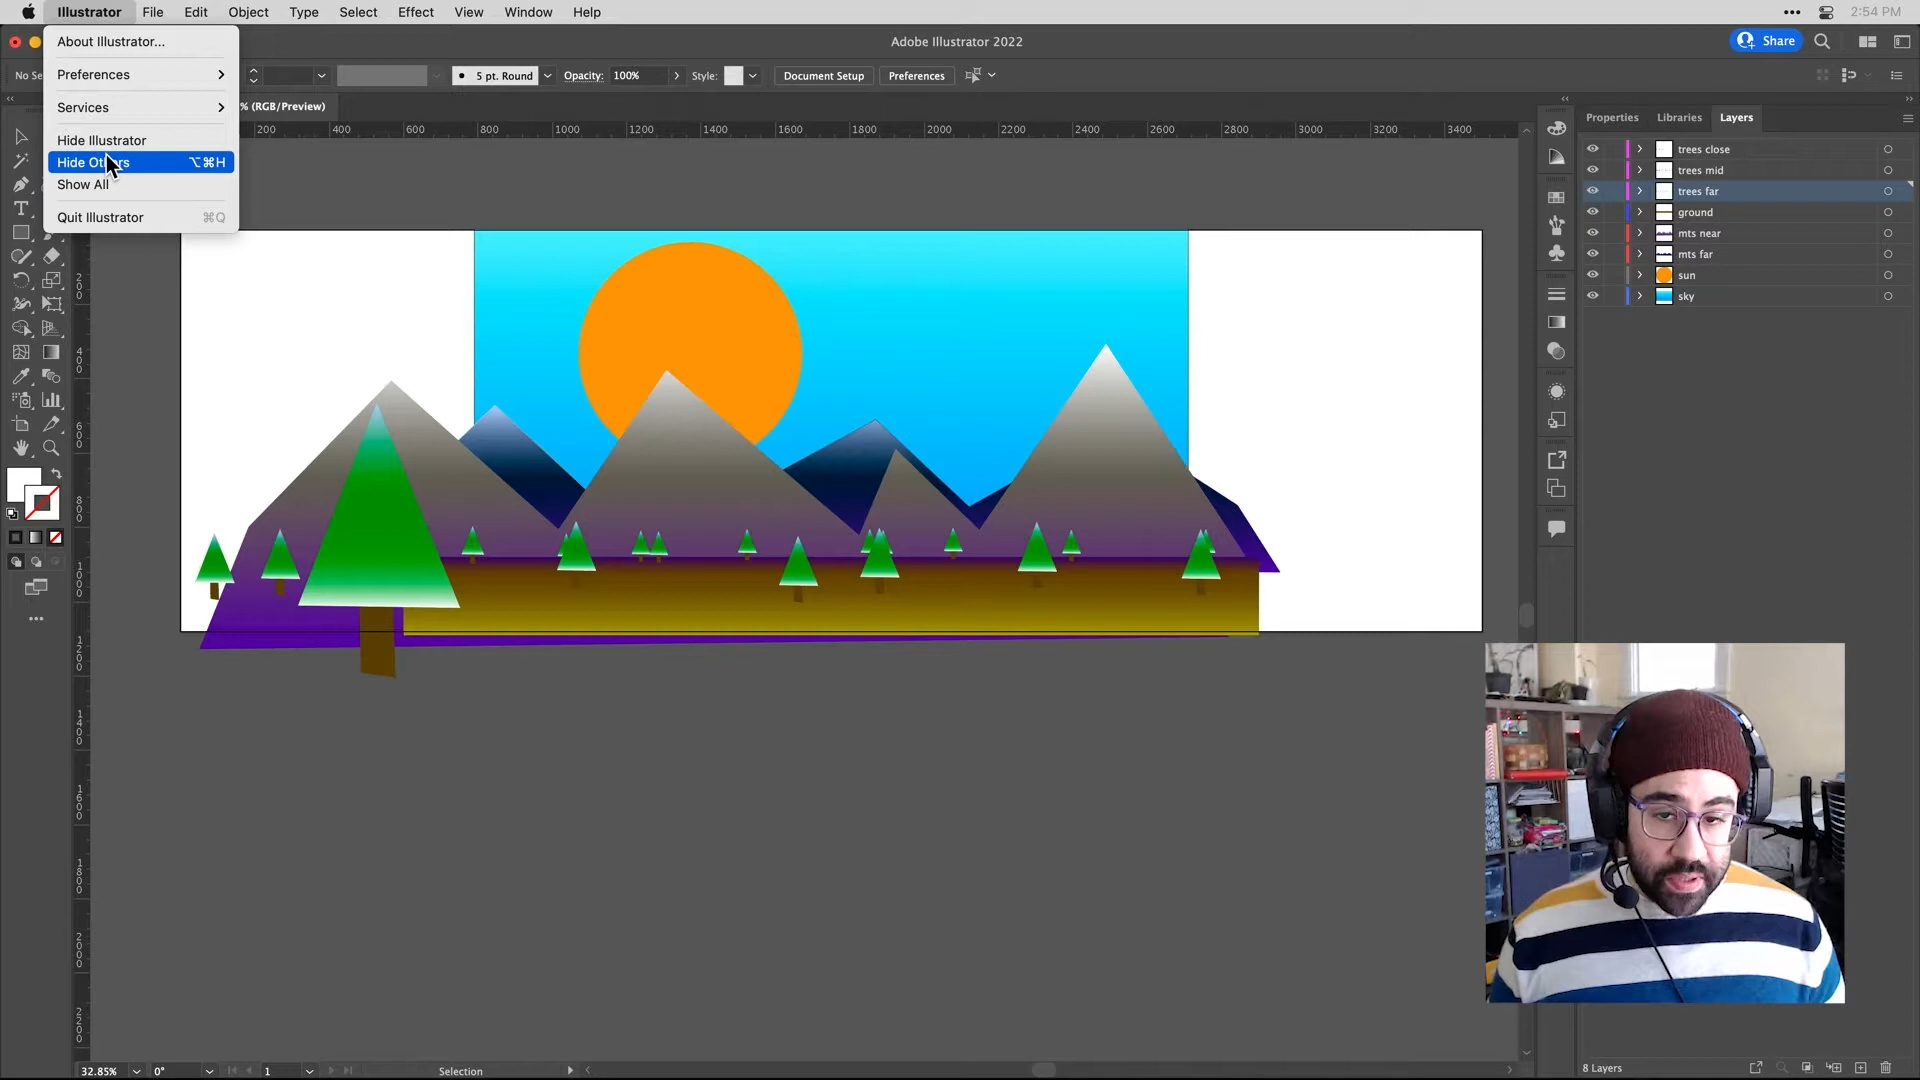 Illustrator File Edit Object Type Select Effect View Window Help 2:54 PM
About Illustrator...
Adobe Illustrator 2022
Share
No Se
Preferences
5 pt. Round
Opacity: 100%
Style:
Document Setup
Preferences
Services
% (RGB/Preview)
Properties Libraries Layers
200 400 600 800 1000 1200 1400 1600 1800 2000 2200 2400 2600 2800 3000 3200 3400
Hide Illustrator
Hide Others ⌥⌘H
Show All
Quit Illustrator ⌘Q
trees close
trees mid
trees far
ground
mts near
mts far
sun
sky
200
400
600
800
1000
1200
1400
1600
1800
2000
2200
32.85% 0° 1 Selection
8 Layers